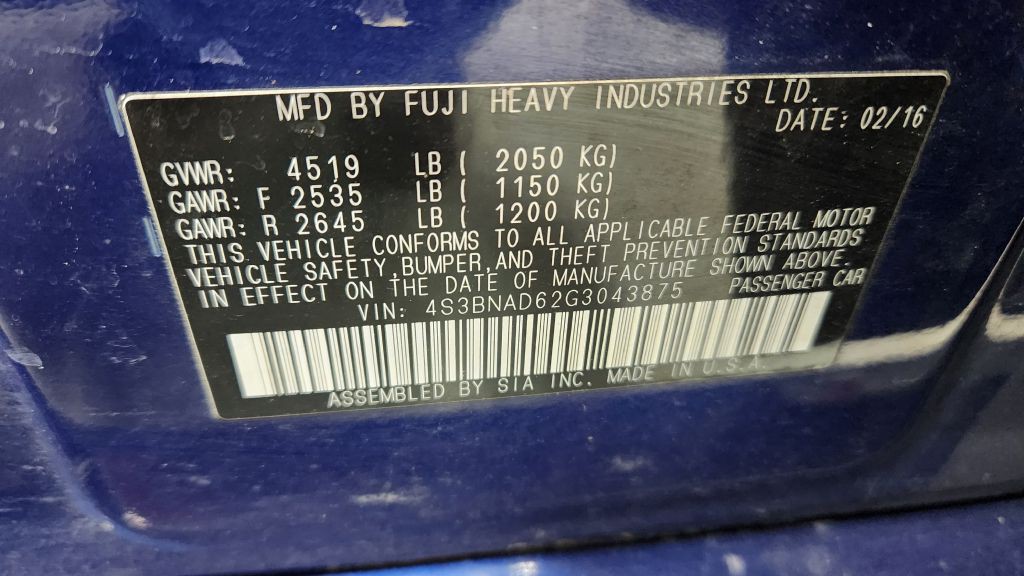 MFD BY FUJI HEAVY INDUSTRIES LTD.
DATE: 02/16
GVWR: 4519 LB ( 2050 KG)
GAWR: F 2535 LB ( 1150 KG)
GAWR: R 2645 LB ( 1200 KG)
THIS VEHICLE CONFORMS TO ALL APPLICABLE FEDERAL MOTOR
VEHICLE SAFETY,BUMPER,AND THEFT PREVENTION STANDARDS
IN EFFECT ON THE DATE OF MANUFACTURE SHOWN ABOVE.
VIN: 4S3BNAD62G3043875 PASSENGER CAR
ASSEMBLED BY SIA INC. MADE IN U.S.A.